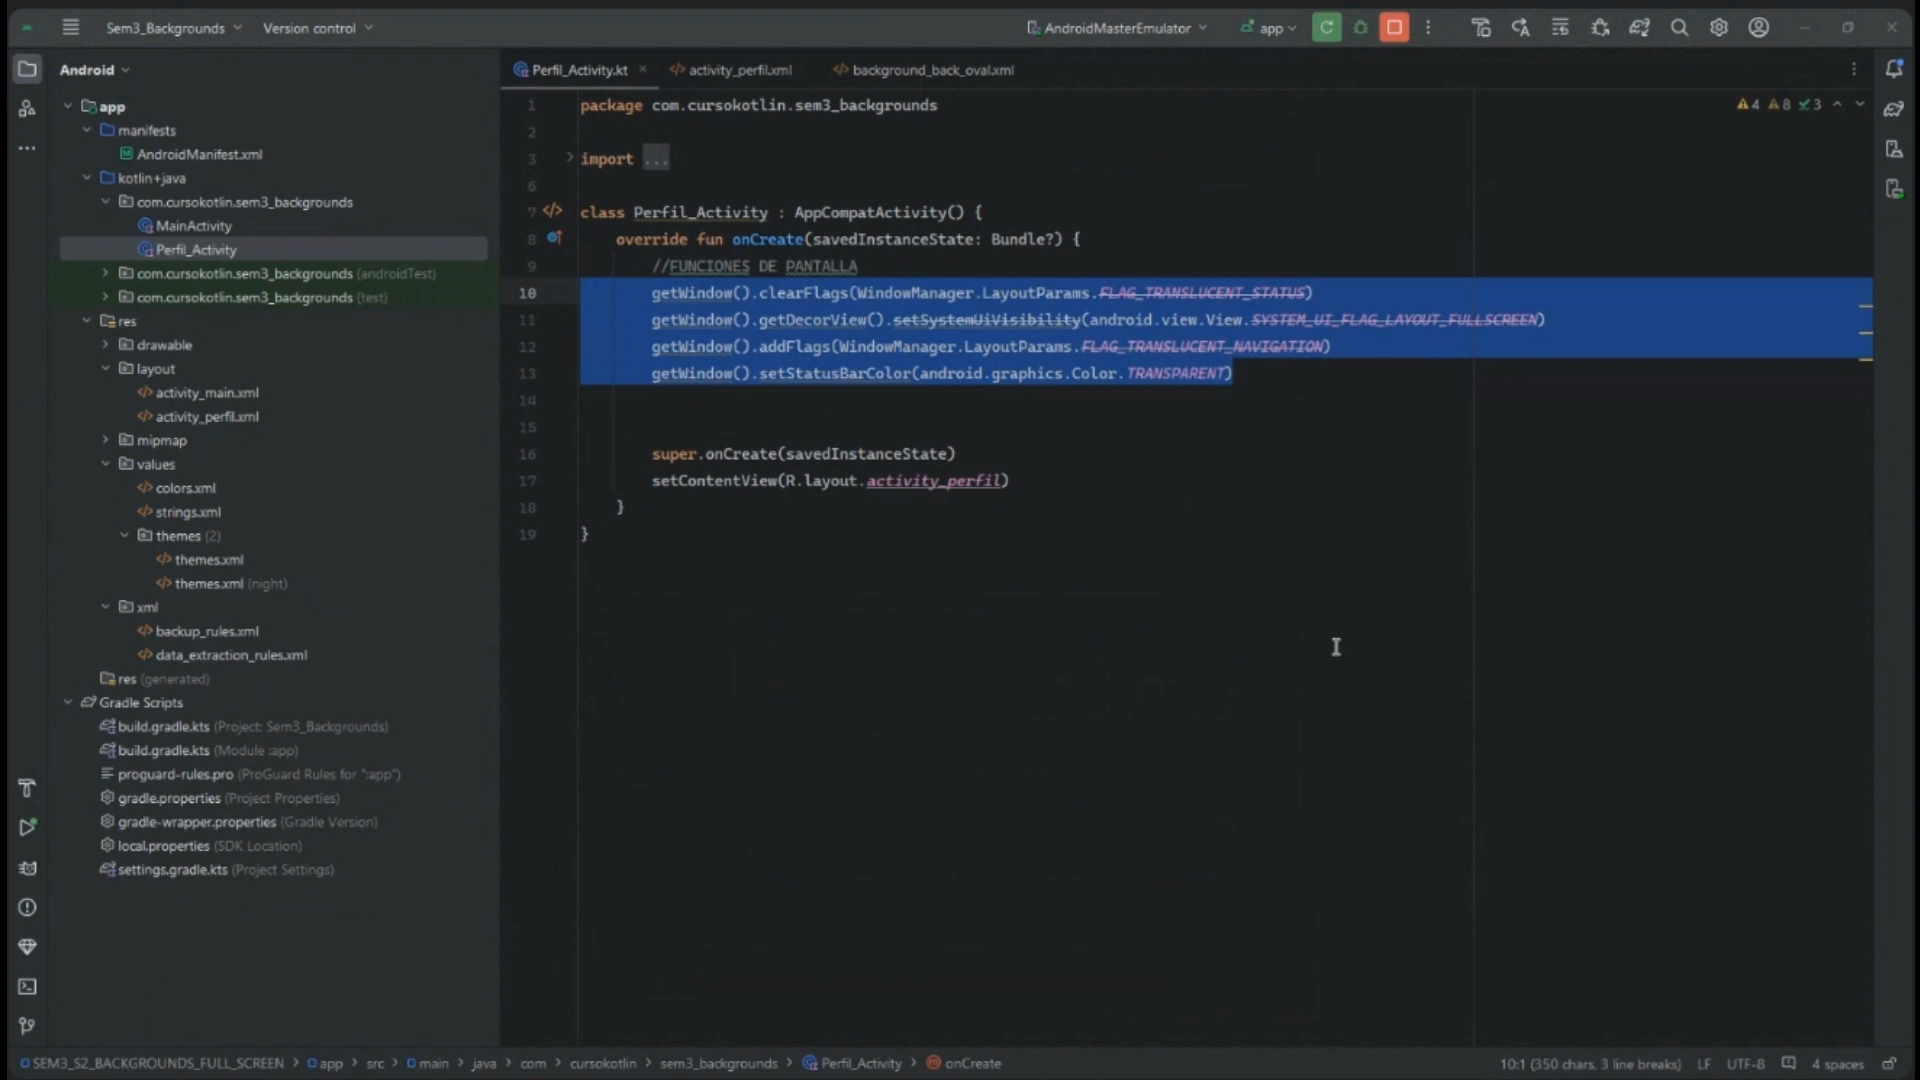 Sem3_Backgrounds Version control AndroidMasterEmulator app
Android
Perfil_Activity.kt activity_perfil.xml background_back_oval.xml
app
manifests
AndroidManifest.xml
kotlin+java
com.cursokotlin.sem3_backgrounds
MainActivity
Perfil_Activity
com.cursokotlin.sem3_backgrounds (androidTest)
com.cursokotlin.sem3_backgrounds (test)
res
drawable
layout
activity_main.xml
activity_perfil.xml
mipmap
values
colors.xml
strings.xml
themes (2)
themes.xml
themes.xml (night)
xml
backup_rules.xml
data_extraction_rules.xml
res (generated)
Gradle Scripts
build.gradle.kts (Project: Sem3_Backgrounds)
build.gradle.kts (Module :app)
proguard-rules.pro (ProGuard Rules for ":app")
gradle.properties (Project Properties)
gradle-wrapper.properties (Gradle Version)
local.properties (SDK Location)
settings.gradle.kts (Project Settings)
4 8 3
1 package com.cursokotlin.sem3_backgrounds
2
3 import ...
6
7 class Perfil_Activity : AppCompatActivity() {
8 override fun onCreate(savedInstanceState: Bundle?) {
9 //FUNCIONES DE PANTALLA
10 getWindow().clearFlags(WindowManager.LayoutParams.FLAG_TRANSLUCENT_STATUS)
11 getWindow().getDecorView().setSystemUiVisibility(android.view.View.SYSTEM_UI_FLAG_LAYOUT_FULLSCREEN)
12 getWindow().addFlags(WindowManager.LayoutParams.FLAG_TRANSLUCENT_NAVIGATION)
13 getWindow().setStatusBarColor(android.graphics.Color.TRANSPARENT)
14
15
16 super.onCreate(savedInstanceState)
17 setContentView(R.layout.activity_perfil)
18 }
19 }
SEM3_S2_BACKGROUNDS_FULL_SCREEN > app > src > main > java > com > cursokotlin > sem3_backgrounds > Perfil_Activity > onCreate 10:1 (350 chars, 3 line breaks) LF UTF-8 4 spaces